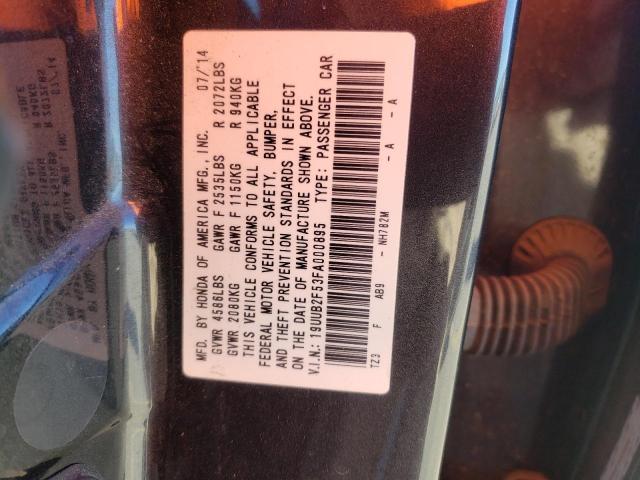 MFD. BY HONDA OF AMERICA MFG., INC. 07/14
GVWR 4586LBS GAWR F 2535LBS R 2072LBS
GVWR 2080KG GAWR F 1150KG R 940KG
THIS VEHICLE CONFORMS TO ALL APPLICABLE
FEDERAL MOTOR VEHICLE SAFETY, BUMPER,
AND THEFT PREVENTION STANDARDS IN EFFECT
ON THE DATE OF MANUFACTURE SHOWN ABOVE.
V.I.N.: 19UUB2F53FA000895 TYPE: PASSENGER CAR
TZ3 F AB9 - NH782M - A - A